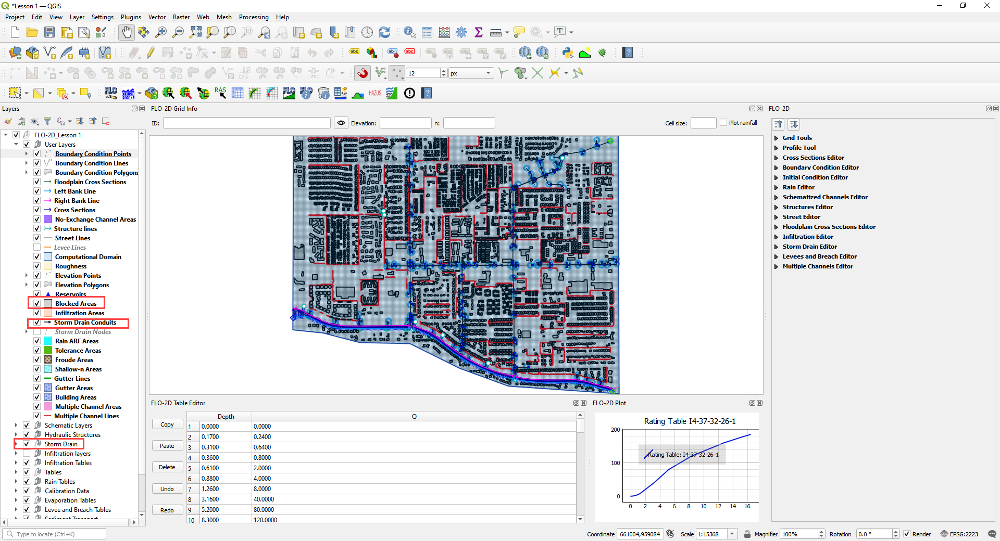 *Lesson 1 — QGIS
Project Edit View Layer Settings Plugins Vector Raster Web Mesh Processing Help
abc abc abc
12 px
FLO FLO-2D MODEL RAS FLO FLO HAZUS
Layers
FLO-2D Grid Info
FLO-2D
ID: Elevation: n: Cell size: Plot rainfall
FLO-2D_Lesson 1
User Layers
Boundary Condition Points
Boundary Condition Lines
Boundary Condition Polygons
Floodplain Cross Sections
Left Bank Line
Right Bank Line
Cross Sections
No-Exchange Channel Areas
Structure lines
Street Lines
Levee Lines
Computational Domain
Roughness
Elevation Points
Elevation Polygons
Reservoirs
Blocked Areas
Infiltration Areas
Storm Drain Conduits
Storm Drain Nodes
Rain ARF Areas
Tolerance Areas
Froude Areas
Shallow-n Areas
Gutter Lines
Gutter Areas
Building Areas
Multiple Channel Areas
Multiple Channel Lines
Schematic Layers
Hydraulic Structures
Storm Drain
Infiltration layers
Infiltration Tables
Tables
Rain Tables
Calibration Data
Evaporation Tables
Levee and Breach Tables
Sediment Transport
Grid Tools
Profile Tool
Cross Sections Editor
Boundary Condition Editor
Initial Condition Editor
Rain Editor
Schematized Channels Editor
Structures Editor
Street Editor
Floodplain Cross Sections Editor
Infiltration Editor
Storm Drain Editor
Levees and Breach Editor
Multiple Channels Editor
FLO-2D Table Editor
Copy
Paste
Delete
Undo
Redo
Depth Q
1 0.0000 0.0000
2 0.1700 0.2400
3 0.3100 0.6400
4 0.3600 0.8000
5 0.6100 2.0000
6 0.8800 4.0000
7 1.2600 8.0000
8 3.1600 40.0000
9 5.2000 80.0000
10 8.3000 120.0000
FLO-2D Plot
Rating Table I4-37-32-26-1
200
Rating Table: I4-37-32-26-1
100
0
0 2 4 6 8 10 12 14 16
Type to locate (Ctrl+K)
Coordinate 661004,959084 Scale 1:15368 Magnifier 100% Rotation 0.0 ° Render EPSG:2223